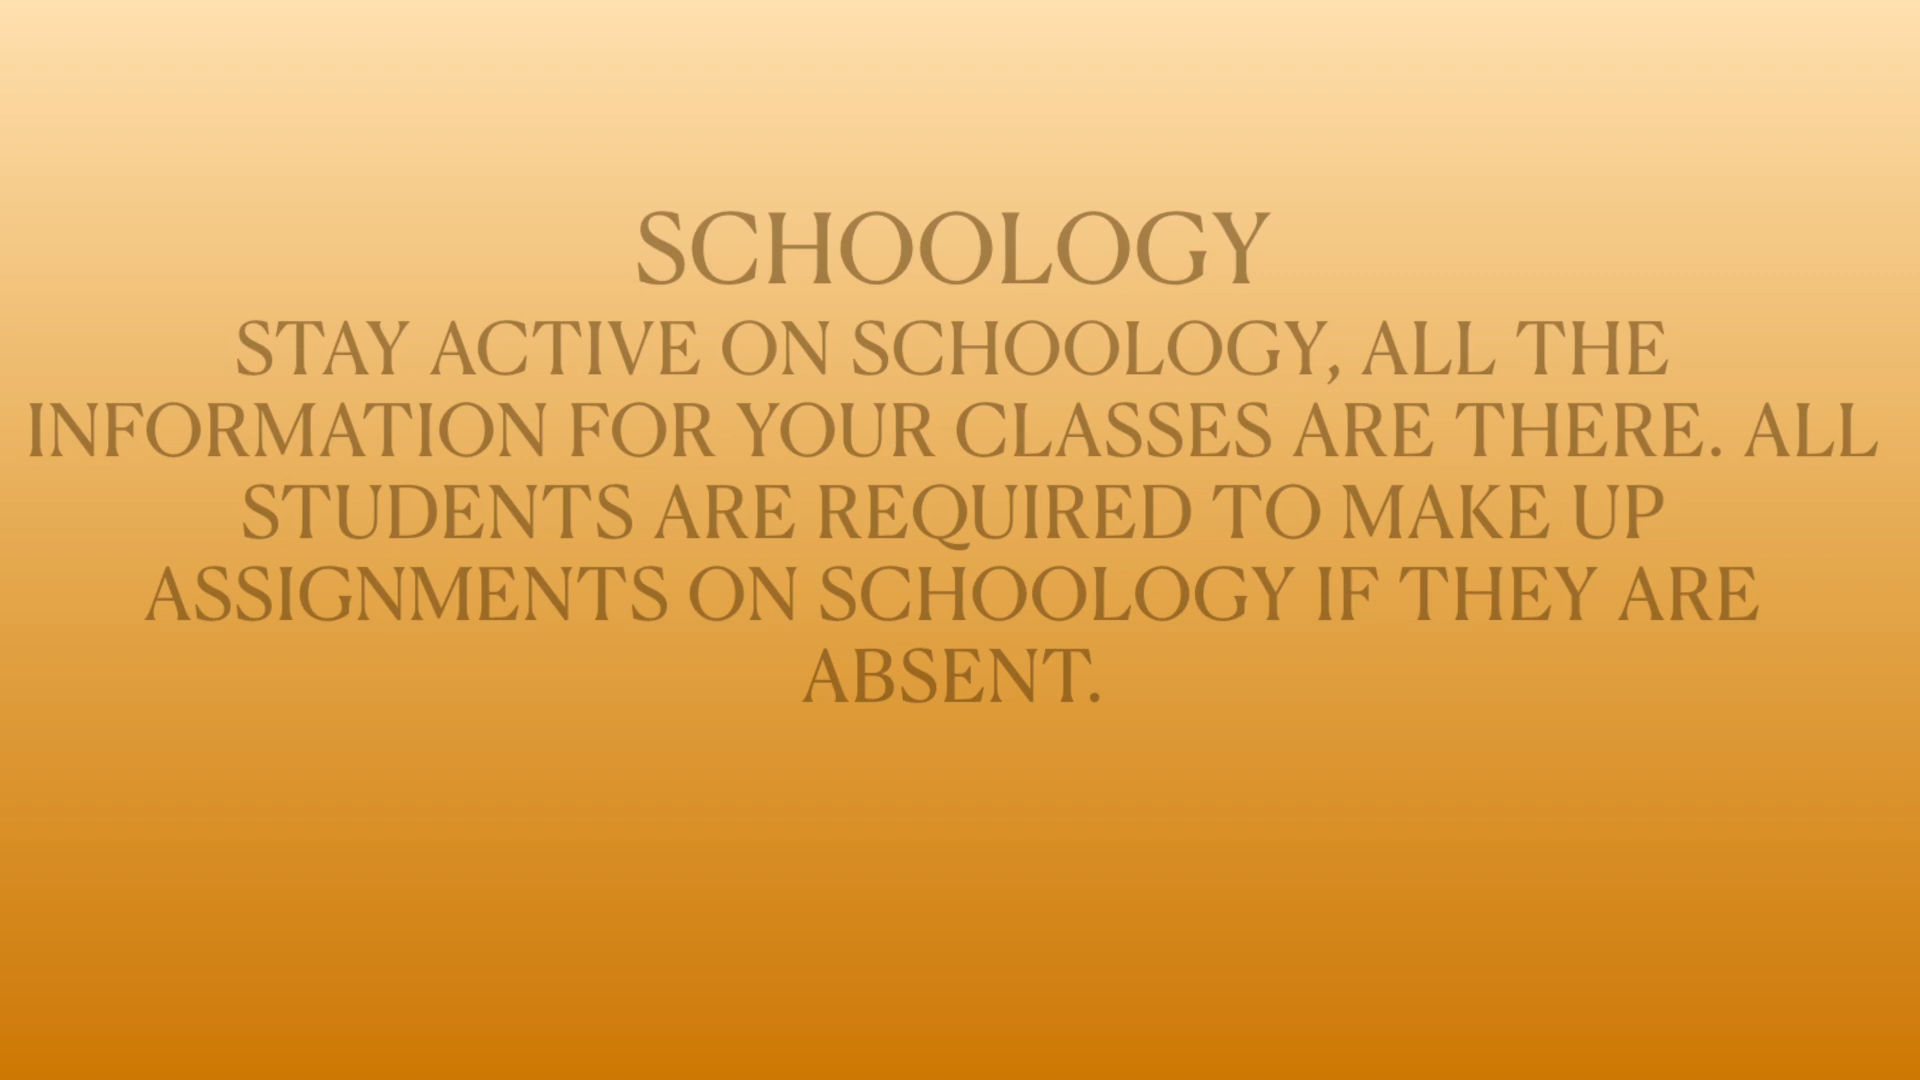 SCHOOLOGY
STAY ACTIVE ON SCHOOLOGY, ALL THE
INFORMATION FOR YOUR CLASSES ARE THERE. ALL
STUDENTS ARE REQUIRED TO MAKE UP
ASSIGNMENTS ON SCHOOLOGY IF THEY ARE
ABSENT.